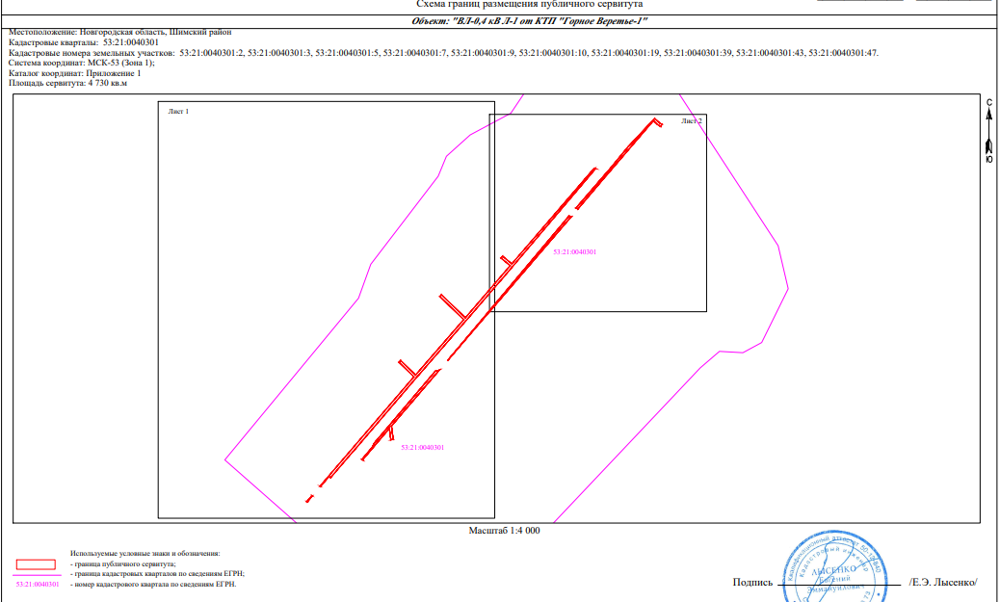 Схема границ размещения публичного сервитута
Объект: "ВЛ-0,4 кВ Л-1 от КТП "Горное Веретье-1"
Местоположение: Новгородская область, Шимский район
Кадастровые кварталы: 53:21:0040301
Кадастровые номера земельных участков: 53:21:0040301:2, 53:21:0040301:3, 53:21:0040301:5, 53:21:0040301:7, 53:21:0040301:9, 53:21:0040301:10, 53:21:0040301:19, 53:21:0040301:39, 53:21:0040301:43, 53:21:0040301:47.
Система координат: МСК-53 (Зона 1);
Каталог координат: Приложение 1
Площадь сервитута: 4 730 кв.м
Лист 1
Лист 2
С
Ю
53:21:0040301
53:21:0040301
Масштаб 1:4 000
Используемые условные знаки и обозначения:
- граница публичного сервитута;
- граница кадастровых кварталов по сведениям ЕГРН;
53:21:0040301 - номер кадастрового квартала по сведениям ЕГРН.
Подпись /Е.Э. Лысенко/
Квалификационный аттестат
Кадастровый инженер
ЛЫСЕНКО
Евгений
Эммануилович